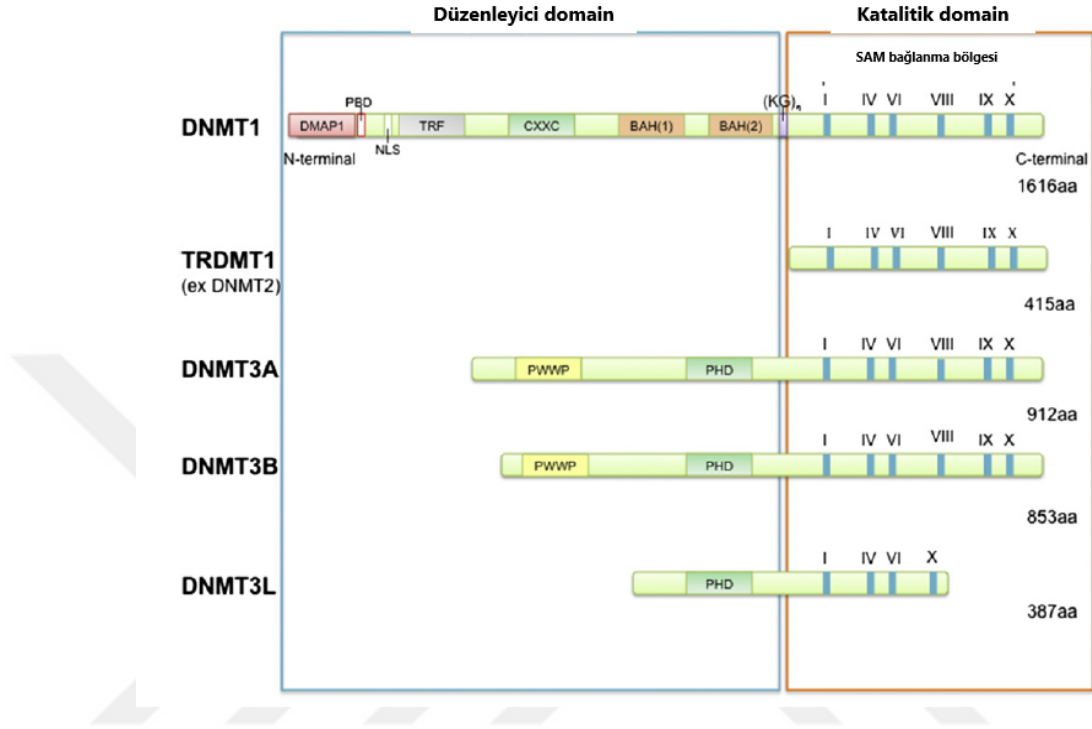 Düzenleyici domain
Katalitik domain
SAM bağlanma bölgesi
PBD
(KG)n I IV VI VIII IX X
DNMT1 DMAP1 TRF CXXC BAH(1) BAH(2)
NLS
N-terminal C-terminal
1616aa
I IV VI VIII IX X
TRDMT1
(ex DNMT2)
415aa
I IV VI VIII IX X
DNMT3A PWWP PHD
912aa
I IV VI VIII IX X
DNMT3B PWWP PHD
853aa
I IV VI X
DNMT3L PHD
387aa